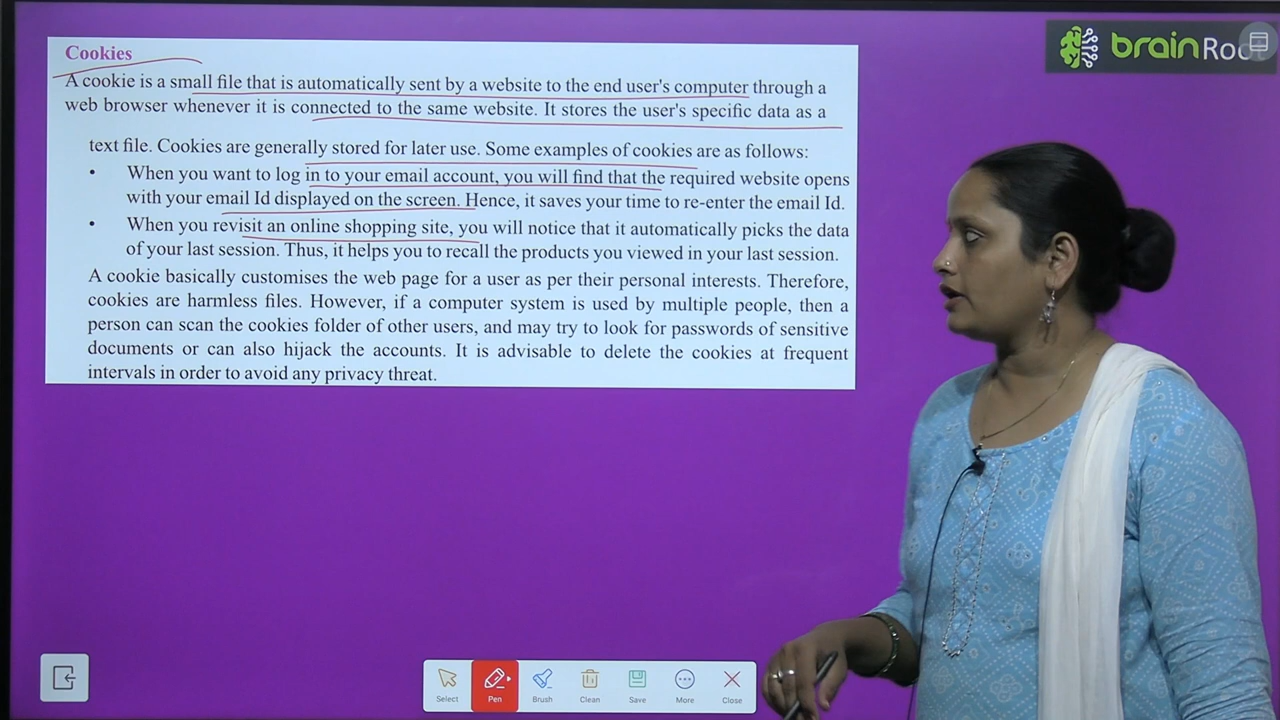 brainRoot
Cookies
A cookie is a small file that is automatically sent by a website to the end user's computer through a
web browser whenever it is connected to the same website. It stores the user's specific data as a
text file. Cookies are generally stored for later use. Some examples of cookies are as follows:
• When you want to log in to your email account, you will find that the required website opens
with your email Id displayed on the screen. Hence, it saves your time to re-enter the email Id.
• When you revisit an online shopping site, you will notice that it automatically picks the data
of your last session. Thus, it helps you to recall the products you viewed in your last session.
A cookie basically customises the web page for a user as per their personal interests. Therefore,
cookies are harmless files. However, if a computer system is used by multiple people, then a
person can scan the cookies folder of other users, and may try to look for passwords of sensitive
documents or can also hijack the accounts. It is advisable to delete the cookies at frequent
intervals in order to avoid any privacy threat.
Select Pen Brush Clean Save More Close